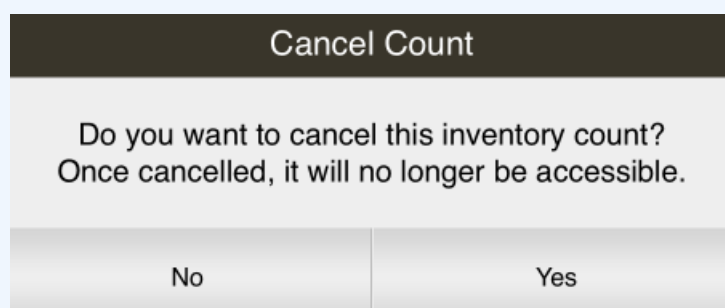 Cancel Count
Do you want to cancel this inventory count?
Once cancelled, it will no longer be accessible.
No
Yes